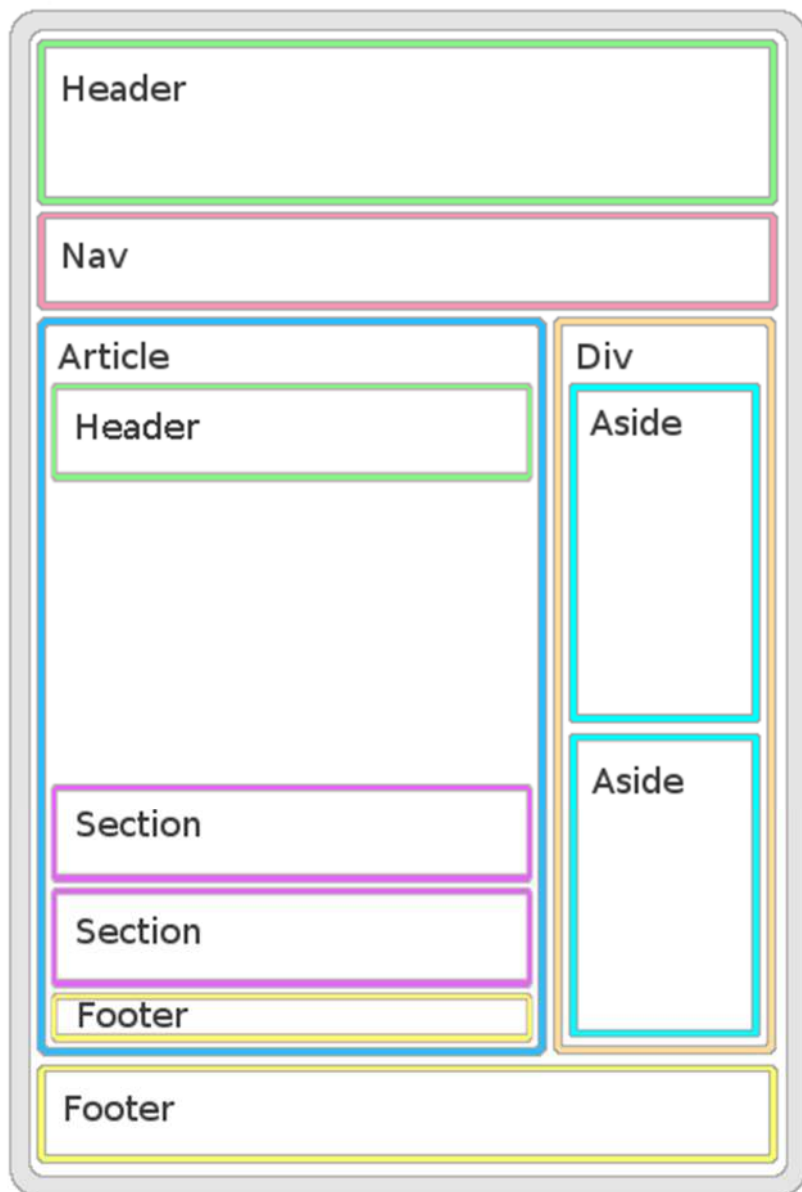 Header
Nav
Article
Header
Section
Section
Footer
Div
Aside
Aside
Footer